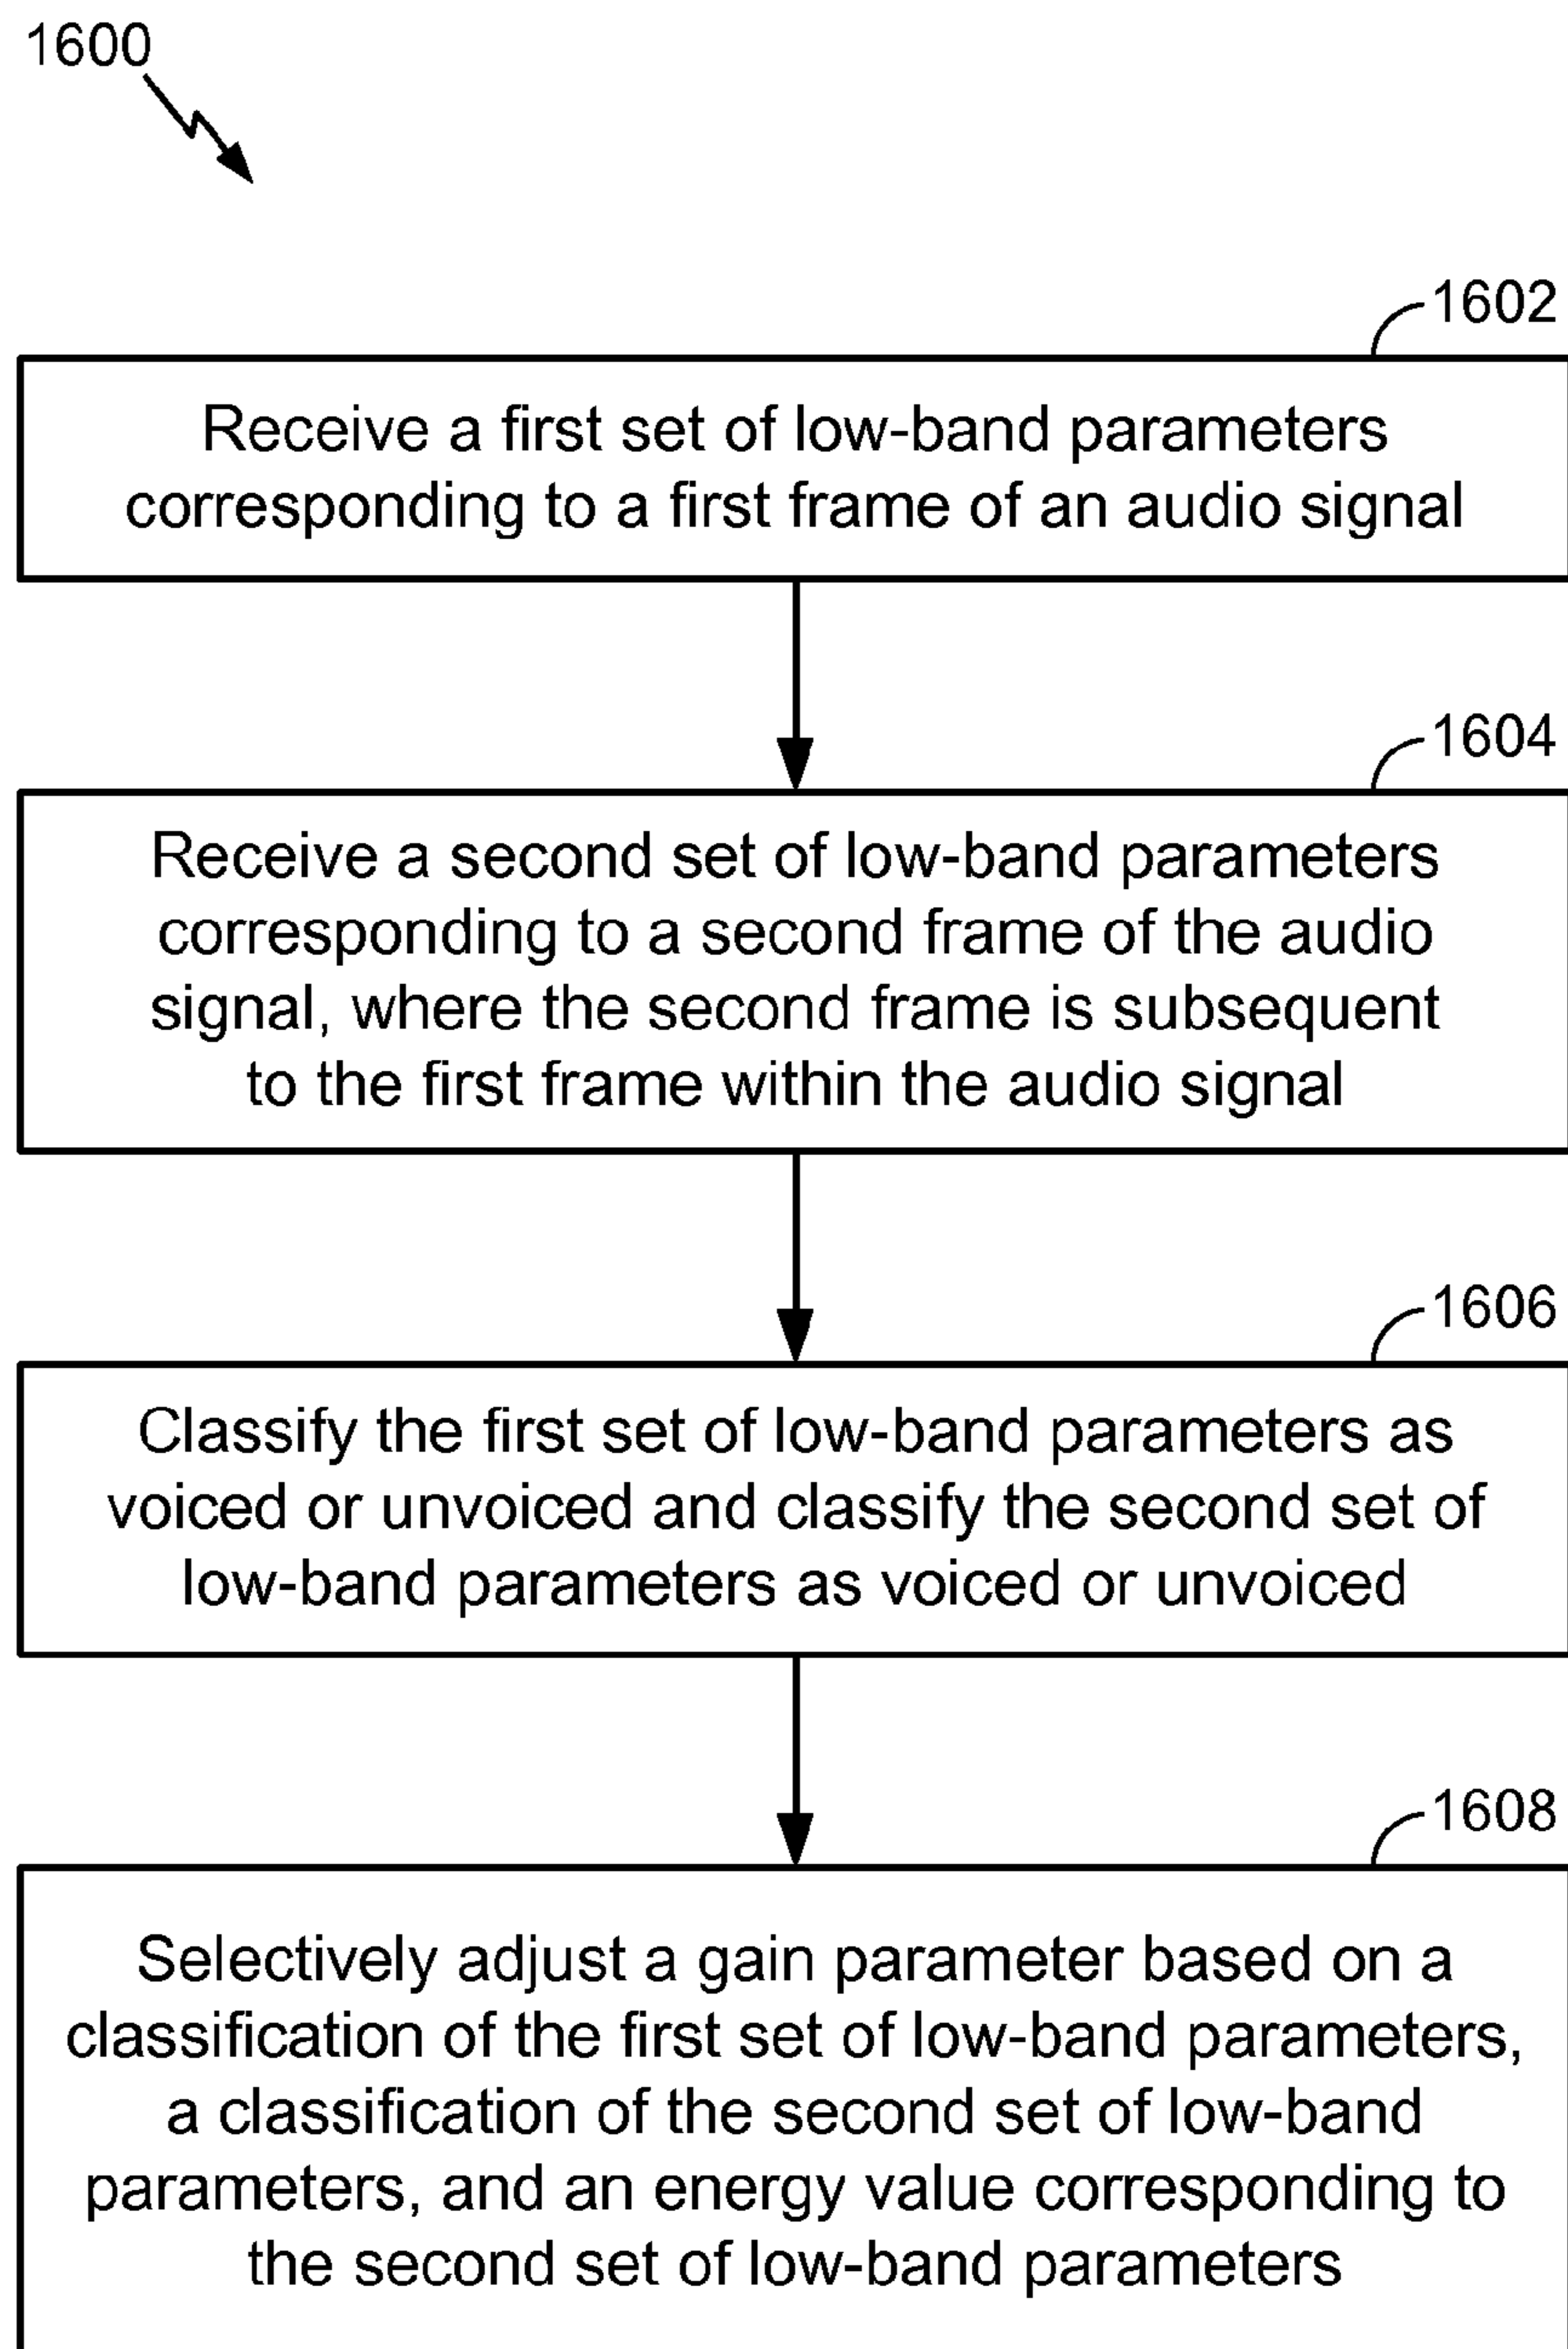 1600
1602
Receive a first set of low-band parameters
corresponding to a first frame of an audio signal
1604
Receive a second set of low-band parameters
corresponding to a second frame of the audio
signal, where the second frame is subsequent
to the first frame within the audio signal
1606
Classify the first set of low-band parameters as
voiced or unvoiced and classify the second set of
low-band parameters as voiced or unvoiced
1608
Selectively adjust a gain parameter based on a
classification of the first set of low-band parameters,
a classification of the second set of low-band
parameters, and an energy value corresponding to
the second set of low-band parameters